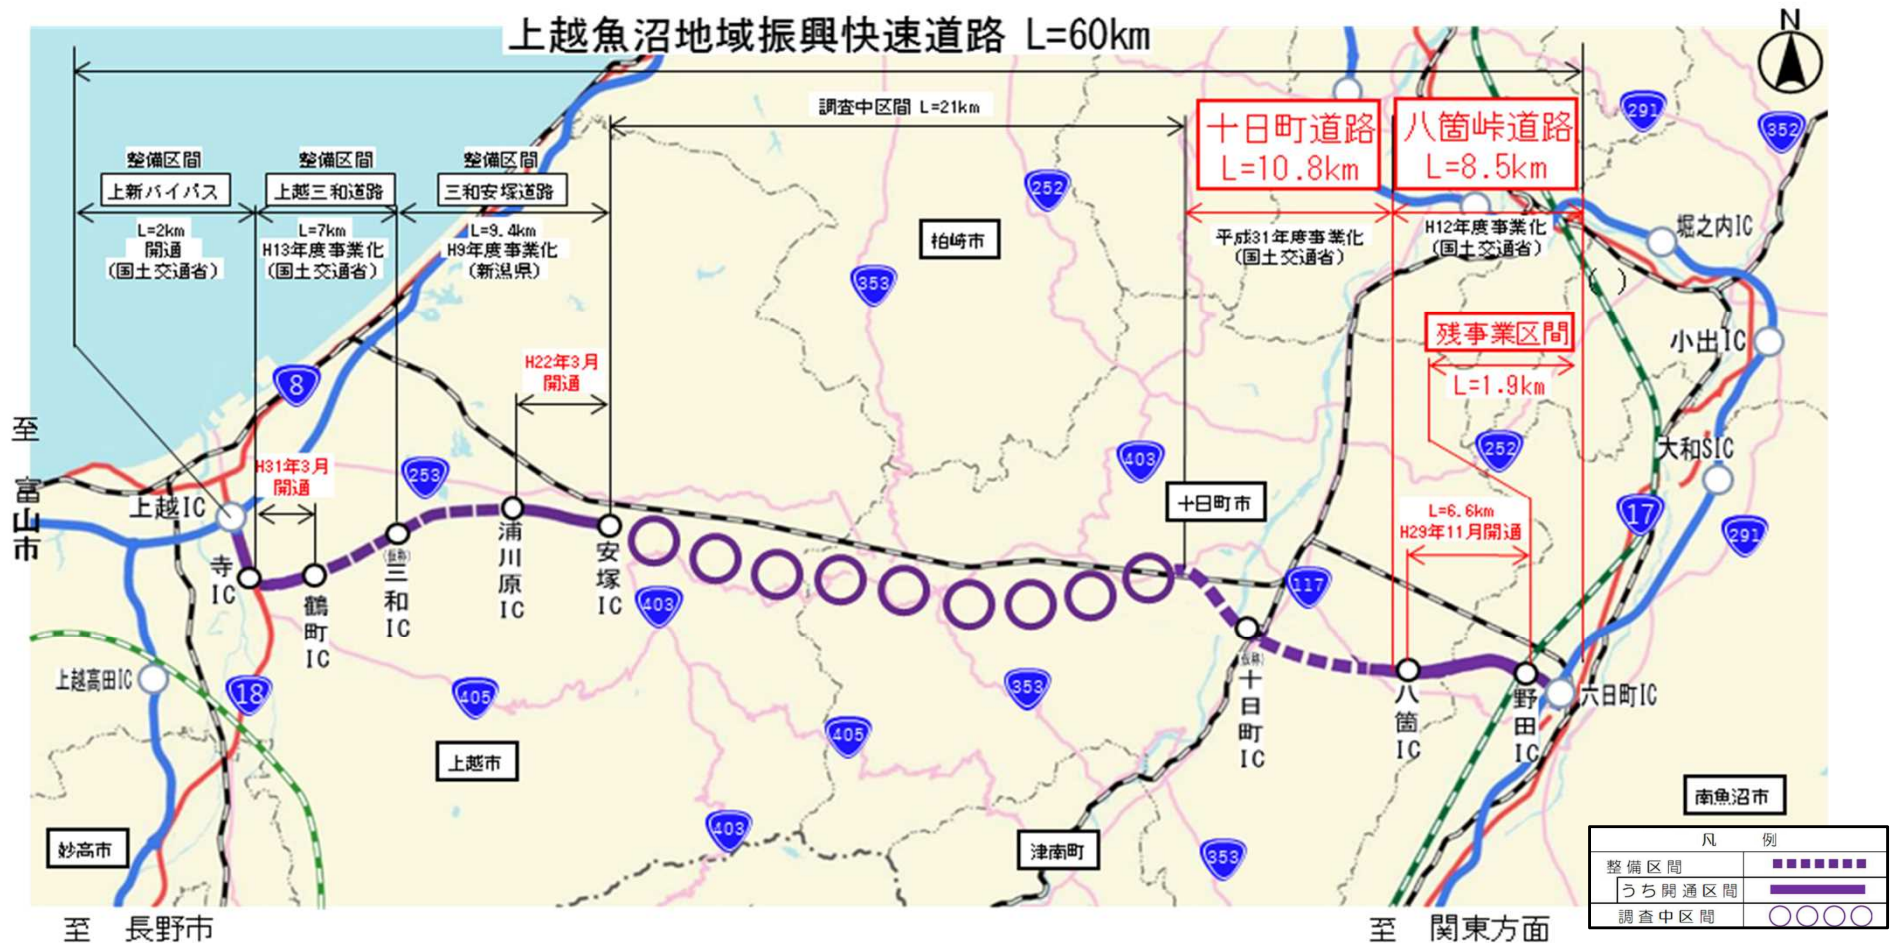 上越魚沼地域振興快速道路 L=60km
N
調査中区間 L=21km
十日町道路
L=10.8km
八箇峠道路
L=8.5km
291
352
整備区間
上新バイパス
L=2km
開通
(国土交通省)
整備区間
上越三和道路
L=7km
H13年度事業化
(国土交通省)
整備区間
三和安塚道路
L=9.4km
H9年度事業化
(新潟県)
252
柏崎市
353
平成31年度事業化
(国土交通省)
H12年度事業化
(国土交通省)
堀之内IC
( )
残事業区間
L=1.9km
小出IC
H22年3月
開通
8
至 富山市
H31年3月
開通
253
403
252
大和SIC
十日町市
上越IC
浦川原IC
安塚IC
L=6.6km
H29年11月開通
17
291
寺IC
鶴町IC
(仮称)
三和IC
403
117
上越高田IC
18
405
353
405
(仮称)
十日町IC
八箇IC
野田IC
六日町IC
上越市
403
妙高市
津南町
353
南魚沼市
凡 例
整備区間
うち開通区間
調査中区間
至 長野市
至 関東方面